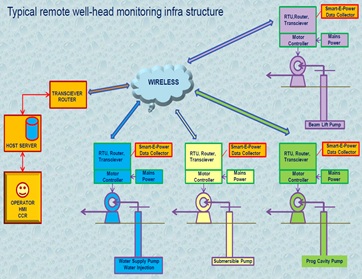 Typical remote well-head monitoring infra structure
RTU, Router,
Transciever
Smart-E-Power
Data Collector
Motor
Controller
Mains
Power
Beam Lift Pump
WIRELESS
TRANSCIEVER
ROUTER
HOST SERVER
OPERATOR
HMI
CCR
RTU, Router,
Transciever
Smart-E-Power
Data Collector
Motor
Controller
Mains
Power
Water Supply Pump
Water Injection
RTU, Router,
Transciever
Smart-E-Power
Data Collector
Motor
Controller
Mains
Power
Submersible Pump
RTU, Router,
Transciever
Smart-E-Power
Data Collector
Motor
Controller
Mains
Power
Prog Cavity Pump